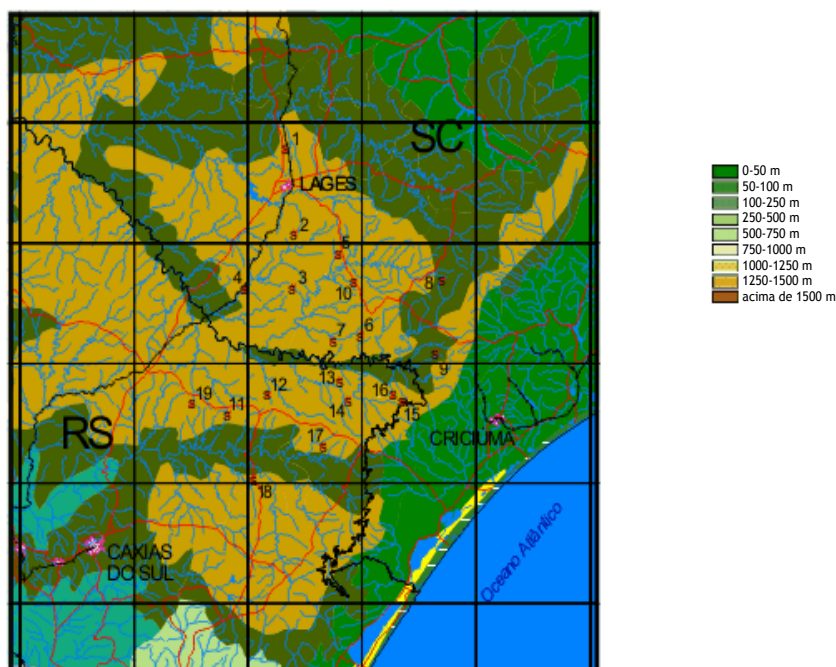 SC
1
LAGES
2
5
4
3
10
8
7
6
9
13
12
16
19
11
14
15
RS
CRICIUMA
17
18
CAXIAS
DO SUL
Oceano Atlântico
0-50 m
50-100 m
100-250 m
250-500 m
500-750 m
750-1000 m
1000-1250 m
1250-1500 m
acima de 1500 m